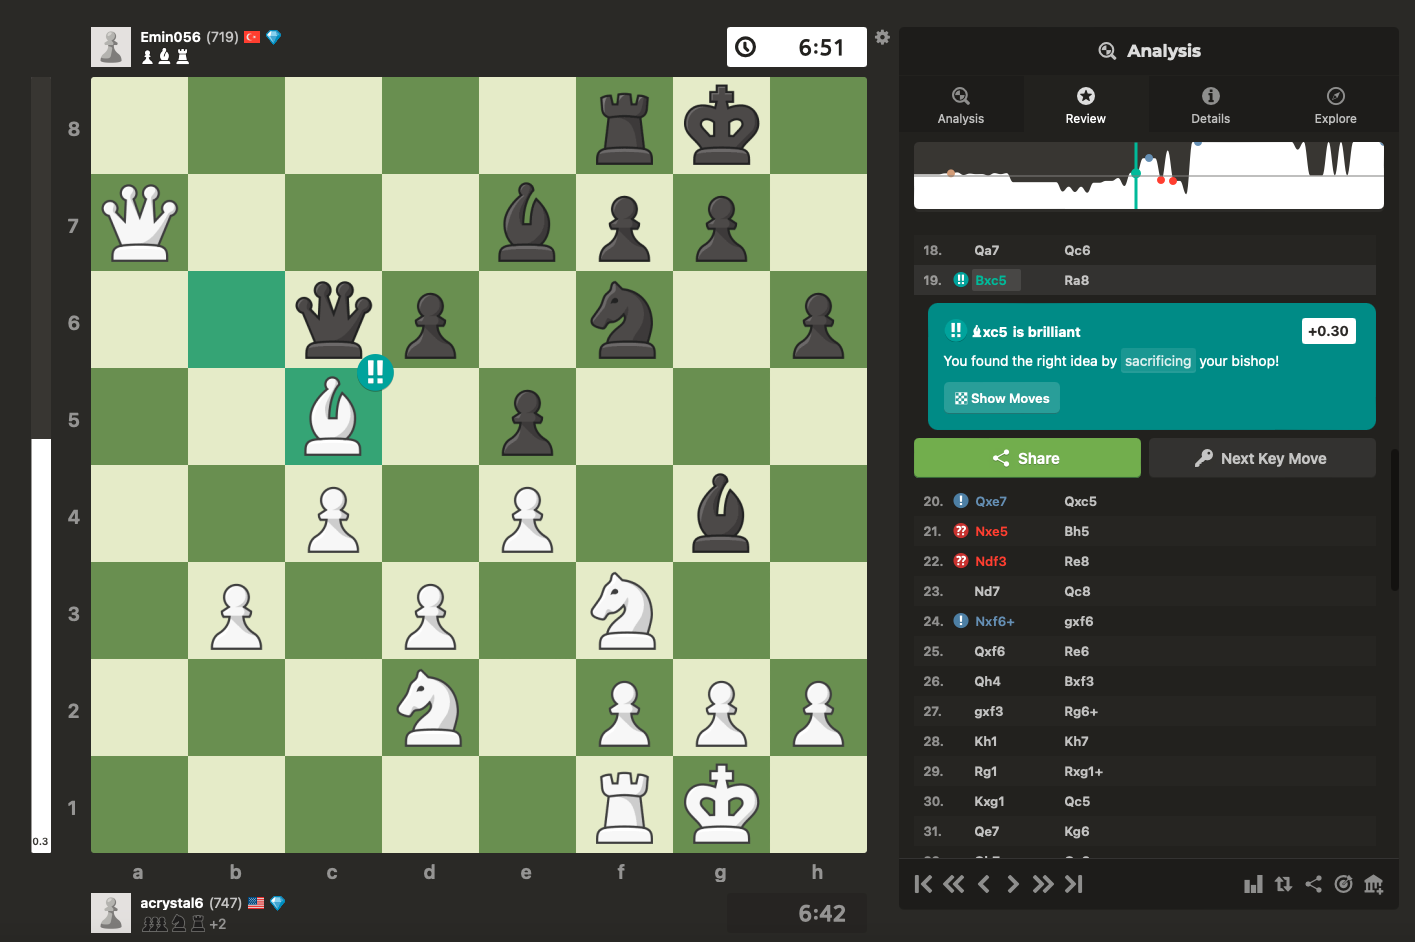 Emin056 (719)
6:51
8
7
6
5
4
3
2
1
a b c d e f g h
!!
0.3
acrystal6 (747)
+2
6:42
Analysis
Analysis Review Details Explore
18. Qa7 Qc6
19. !! Bxc5 Ra8
!! xc5 is brilliant +0.30
You found the right idea by sacrificing your bishop!
Show Moves
Share Next Key Move
20. ! Qxe7 Qxc5
21. ?? Nxe5 Bh5
22. ?? Ndf3 Re8
23. Nd7 Qc8
24. ! Nxf6+ gxf6
25. Qxf6 Re6
26. Qh4 Bxf3
27. gxf3 Rg6+
28. Kh1 Kh7
29. Rg1 Rxg1+
30. Kxg1 Qc5
31. Qe7 Kg6